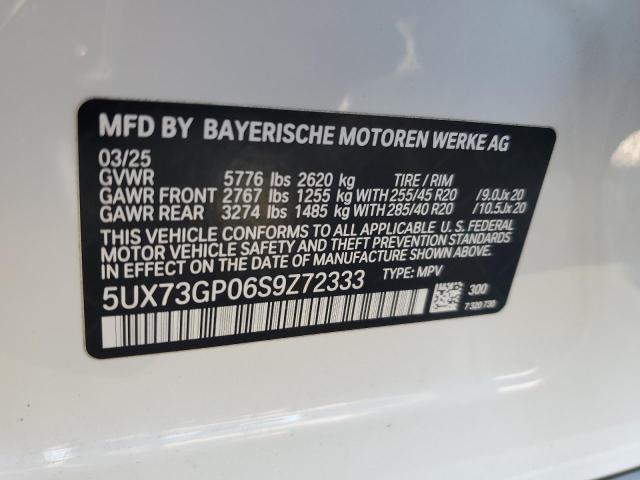 MFD BY BAYERISCHE MOTOREN WERKE AG
03/25
GVWR 5776 lbs 2620 kg TIRE / RIM
GAWR FRONT 2767 lbs 1255 kg WITH 255/45 R20 /9.0Jx20
GAWR REAR 3274 lbs 1485 kg WITH 285/40 R20 /10.5Jx20
THIS VEHICLE CONFORMS TO ALL APPLICABLE U. S. FEDERAL
MOTOR VEHICLE SAFETY AND THEFT PREVENTION STANDARDS
IN EFFECT ON THE DATE OF MANUFACTURE SHOWN ABOVE.
5UX73GP06S9Z72333 TYPE: MPV
300
7 320 730